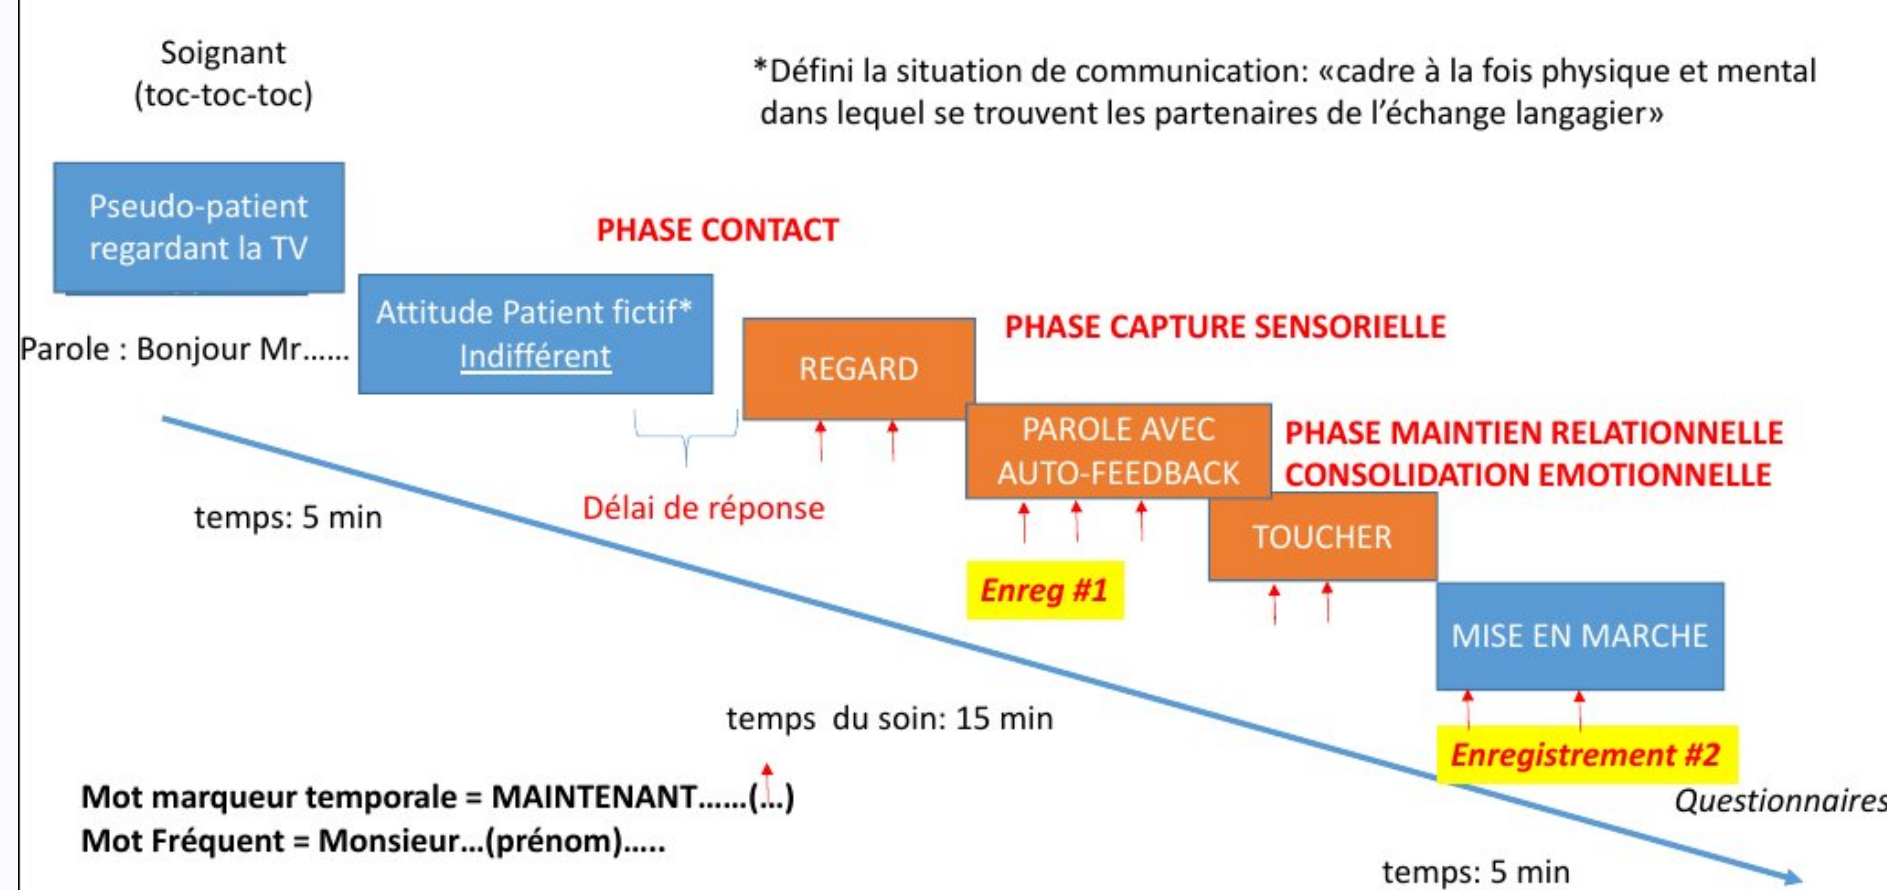 Soignant
(toc-toc-toc)
*Défini la situation de communication: «cadre à la fois physique et mental
dans lequel se trouvent les partenaires de l’échange langagier»
Pseudo-patient
regardant la TV
Parole : Bonjour Mr......
PHASE CONTACT
Attitude Patient fictif*
Indifférent
REGARD
PHASE CAPTURE SENSORIELLE
PAROLE AVEC
AUTO-FEEDBACK
PHASE MAINTIEN RELATIONNELLE
CONSOLIDATION EMOTIONNELLE
Délai de réponse
temps: 5 min
TOUCHER
Enreg #1
MISE EN MARCHE
temps du soin: 15 min
Enregistrement #2
Questionnaires
Mot marqueur temporale = MAINTENANT......(...)
Mot Fréquent = Monsieur...(prénom).....
temps: 5 min